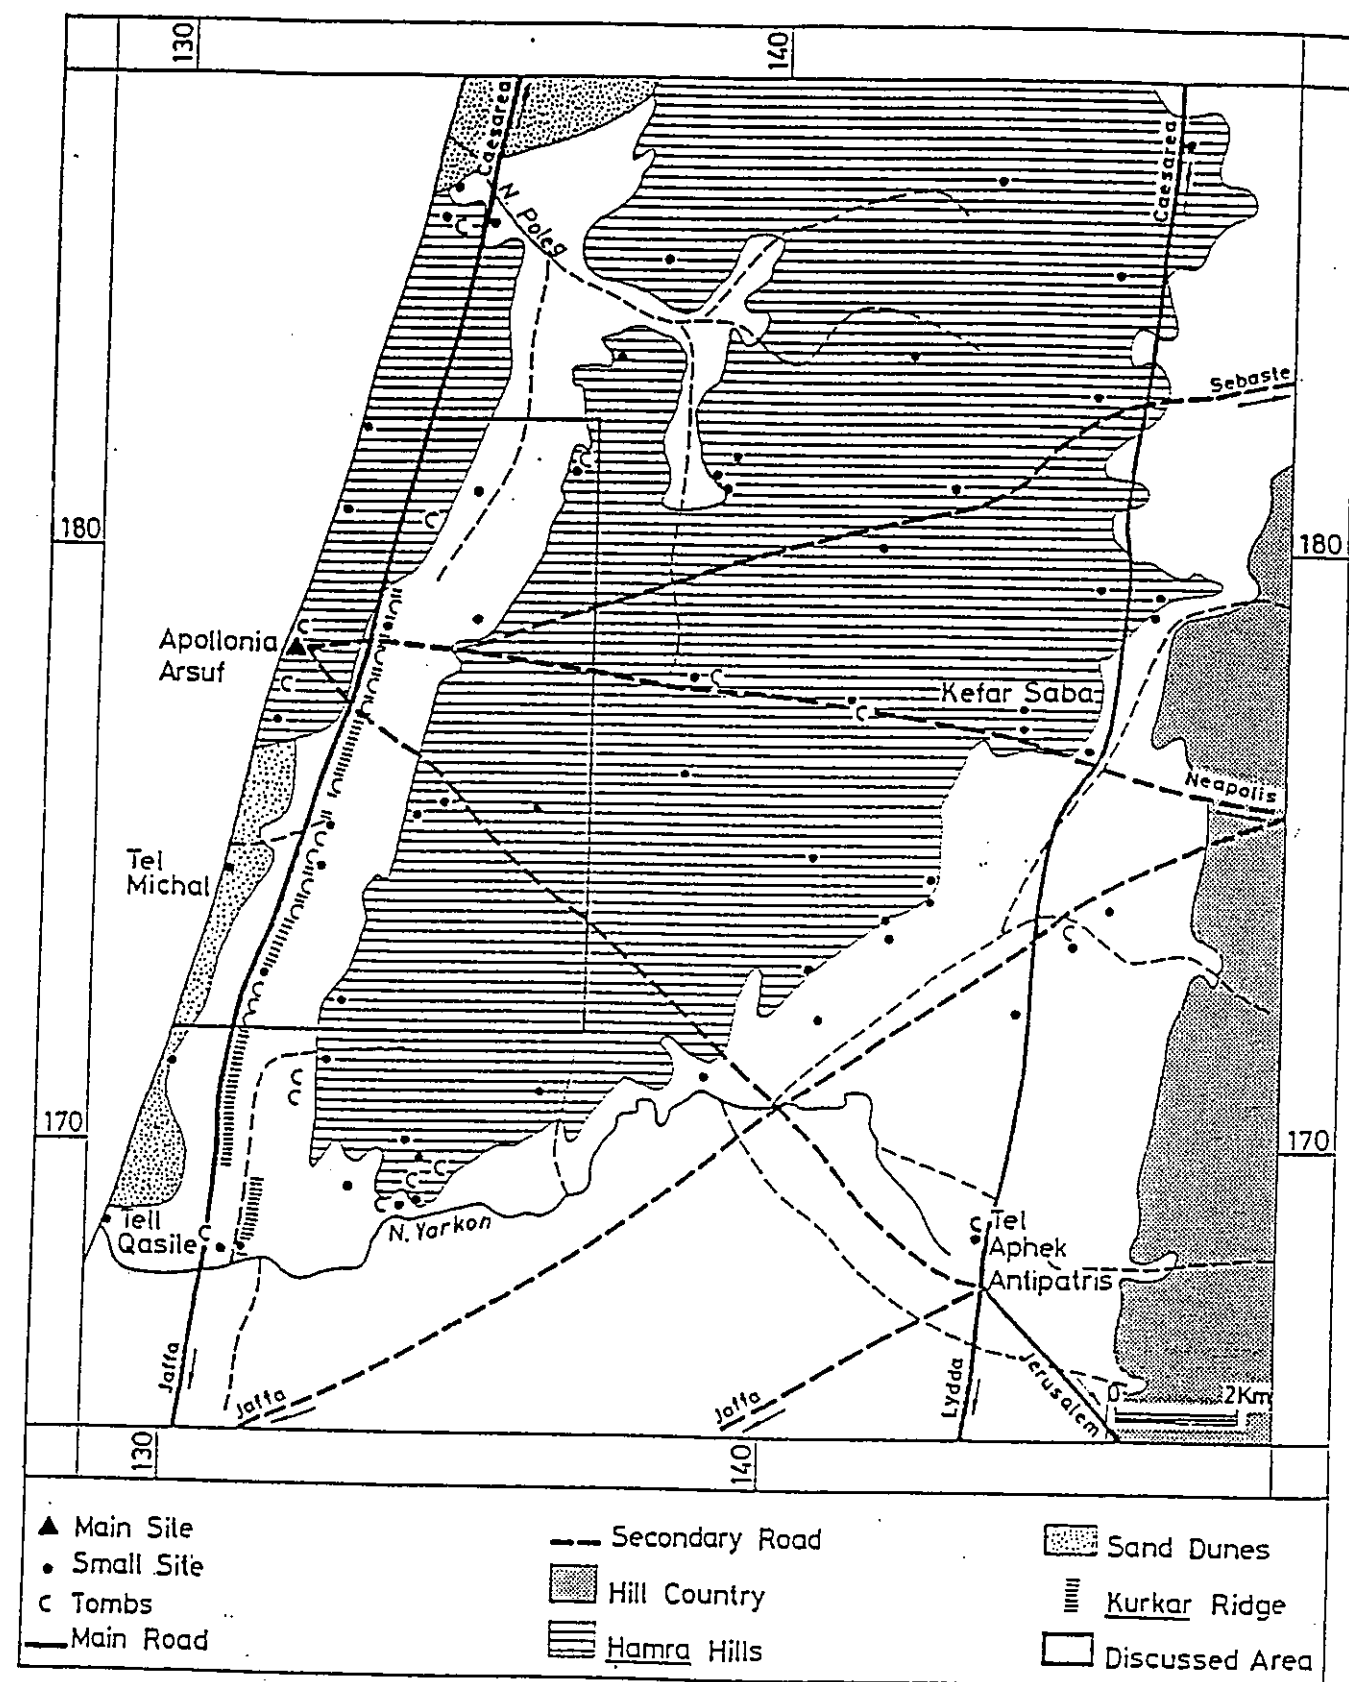 130
140
Caesarea
Caesarea
N. Poleg
Sebaste
180
180
Apollonia
Arsuf
Kefar Saba
Neapolis
Tel
Michal
170
170
Tell
Qasile
N. Yarkon
Tel
Aphek
Antipatris
Jaffa
Jaffa
Jaffa
Lydda
Jerusalem
0 2Km
130
140
Main Site
Small Site
Tombs
Main Road
Secondary Road
Hill Country
Hamra Hills
Sand Dunes
Kurkar Ridge
Discussed Area